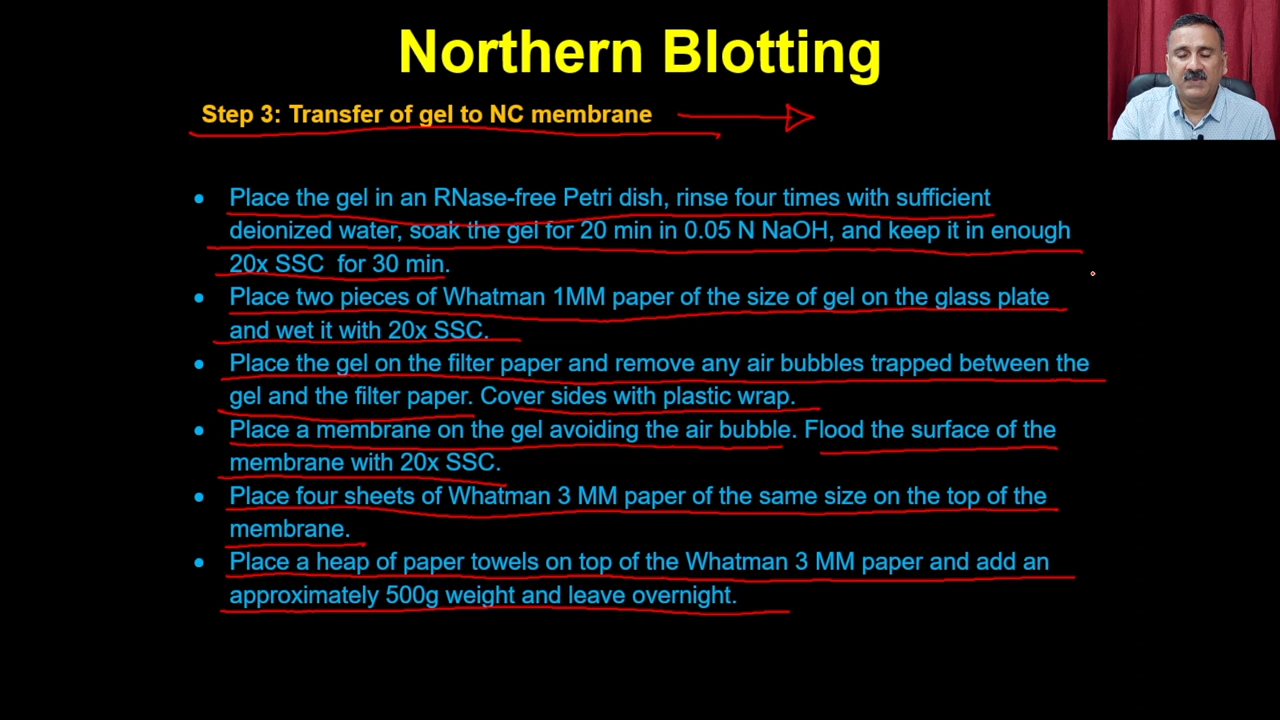 Northern Blotting
Step 3: Transfer of gel to NC membrane
• Place the gel in an RNase-free Petri dish, rinse four times with sufficient
deionized water, soak the gel for 20 min in 0.05 N NaOH, and keep it in enough
20x SSC for 30 min.
• Place two pieces of Whatman 1MM paper of the size of gel on the glass plate
and wet it with 20x SSC.
• Place the gel on the filter paper and remove any air bubbles trapped between the
gel and the filter paper. Cover sides with plastic wrap.
• Place a membrane on the gel avoiding the air bubble. Flood the surface of the
membrane with 20x SSC.
• Place four sheets of Whatman 3 MM paper of the same size on the top of the
membrane.
• Place a heap of paper towels on top of the Whatman 3 MM paper and add an
approximately 500g weight and leave overnight.